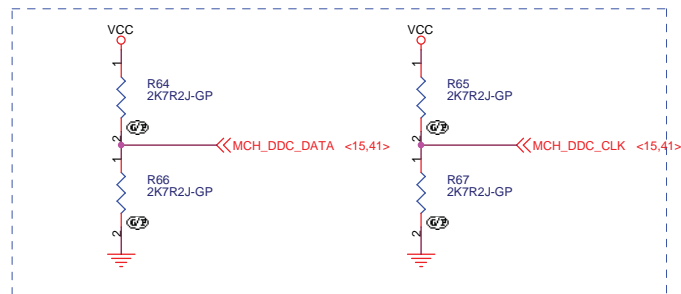 VCC
1
R64
2K7R2J-GP
G/P
2
MCH_DDC_DATA <15,41>
1
R66
2K7R2J-GP
G/P
2
VCC
1
R65
2K7R2J-GP
G/P
2
MCH_DDC_CLK <15,41>
1
R67
2K7R2J-GP
G/P
2